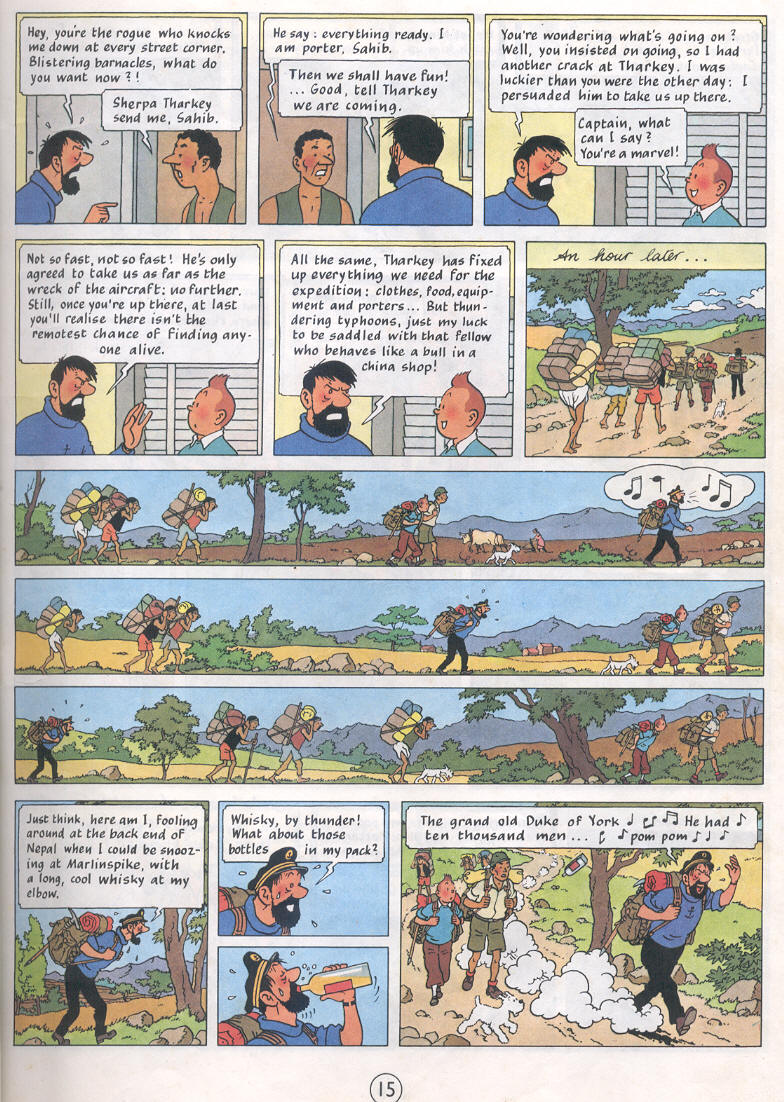 Hey, you're the rogue who knocks
me down at every street corner.
Blistering barnacles, what do
you want now?!
Sherpa Tharkey
send me, Sahib.
He say: everything ready. I
am porter, Sahib.
Then we shall have fun!
... Good, tell Tharkey
we are coming.
You're wondering what's going on?
Well, you insisted on going, so I had
another crack at Tharkey. I was
luckier than you were the other day: I
persuaded him to take us up there.
Captain, what
can I say?
You're a marvel!
Not so fast, not so fast! He's only
agreed to take us as far as the
wreck of the aircraft: no further.
Still, once you're up there, at last
you'll realise there isn't the
remotest chance of finding any-
one alive.
All the same, Tharkey has fixed
up everything we need for the
expedition: clothes, food, equip-
ment and porters... But thun-
dering typhoons, just my luck
to be saddled with that fellow
who behaves like a bull in a
china shop!
An hour later...
Just think, here am I, fooling
around at the back end of
Nepal when I could be snooz-
ing at Marlinspike, with
a long, cool whisky at my
elbow.
Whisky, by thunder!
What about those
bottles in my pack?
The grand old Duke of York ♩ ♪♫ ♫ He had ♪
ten thousand men ... ♪ ♪ pom pom ♩ ♩ ♪
15